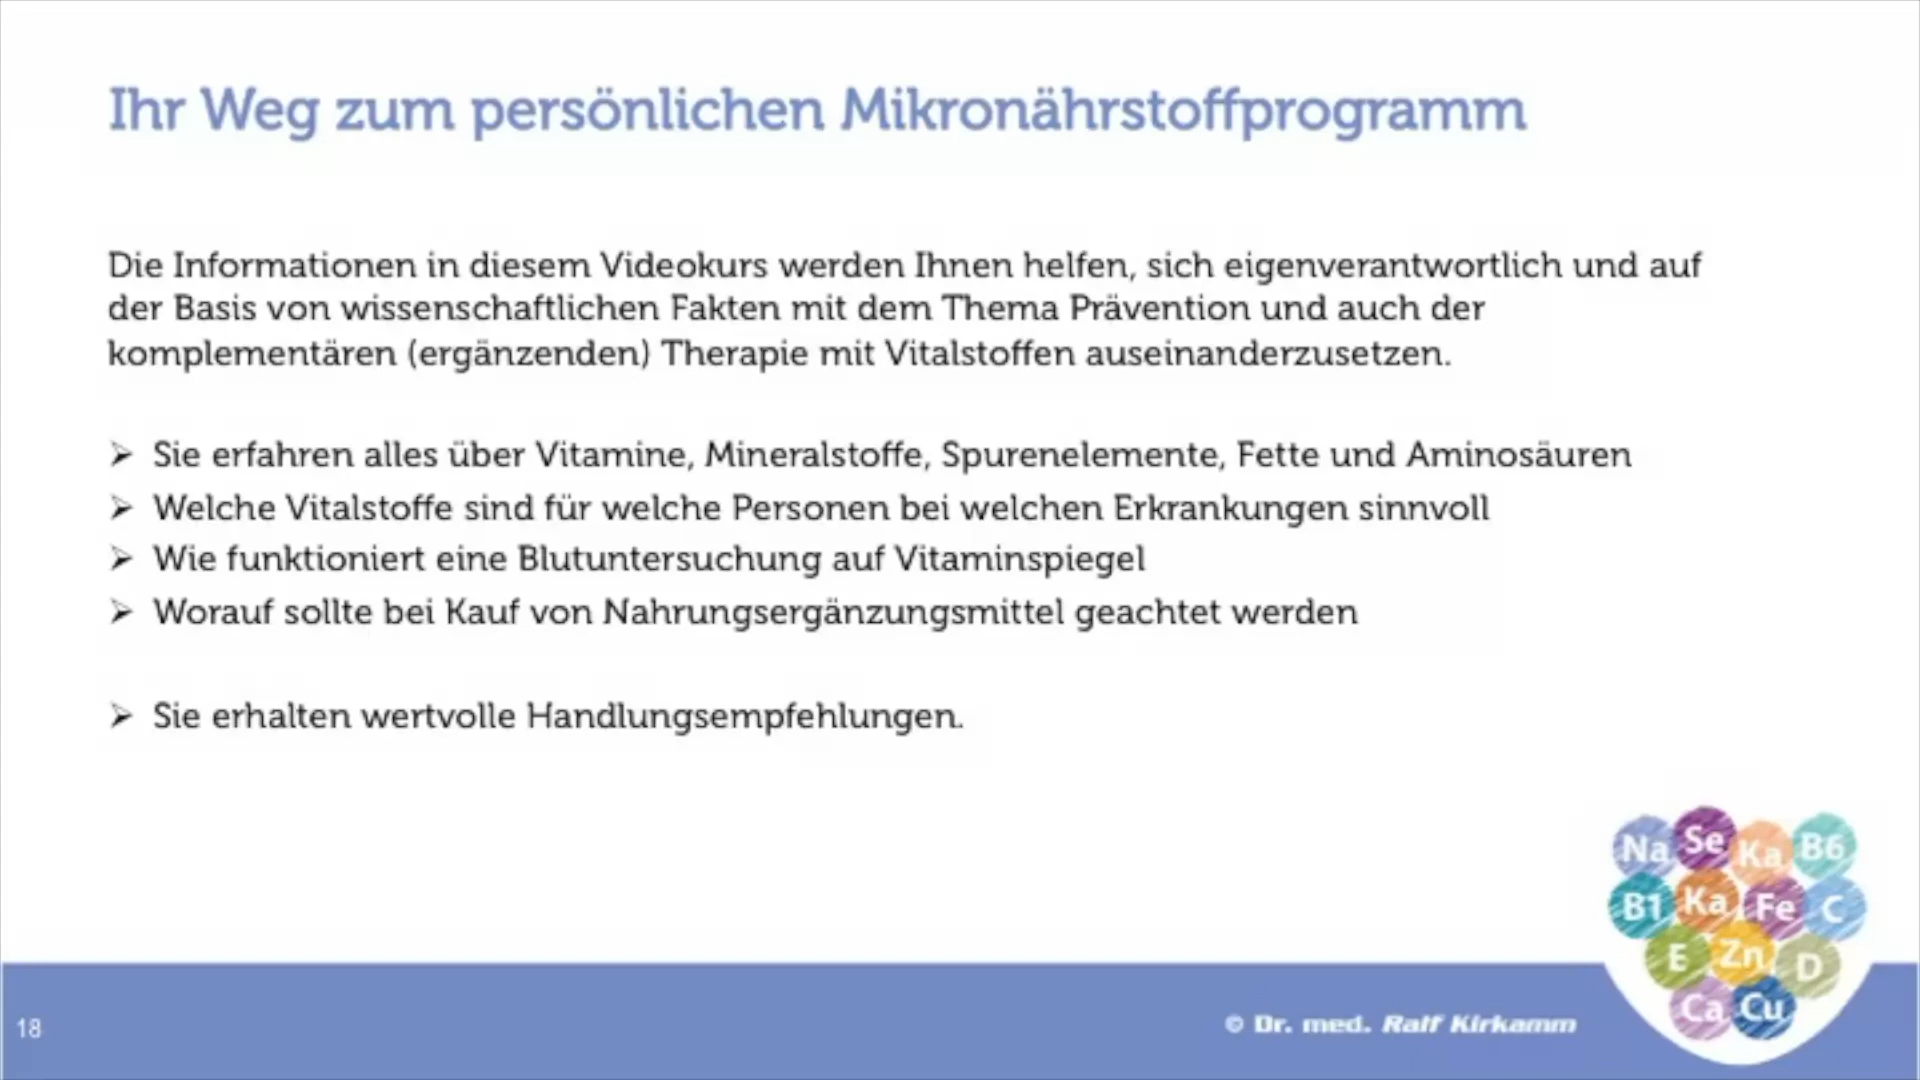 Ihr Weg zum persönlichen Mikronährstoffprogramm
Die Informationen in diesem Videokurs werden Ihnen helfen, sich eigenverantwortlich und auf
der Basis von wissenschaftlichen Fakten mit dem Thema Prävention und auch der
komplementären (ergänzenden) Therapie mit Vitalstoffen auseinanderzusetzen.
➢ Sie erfahren alles über Vitamine, Mineralstoffe, Spurenelemente, Fette und Aminosäuren
➢ Welche Vitalstoffe sind für welche Personen bei welchen Erkrankungen sinnvoll
➢ Wie funktioniert eine Blutuntersuchung auf Vitaminspiegel
➢ Worauf sollte bei Kauf von Nahrungsergänzungsmittel geachtet werden
➢ Sie erhalten wertvolle Handlungsempfehlungen.
Na Se Ka B6
B1 Ka Fe C
E Zn D
Ca Cu
18
© Dr. med. Ralf Kirkamm